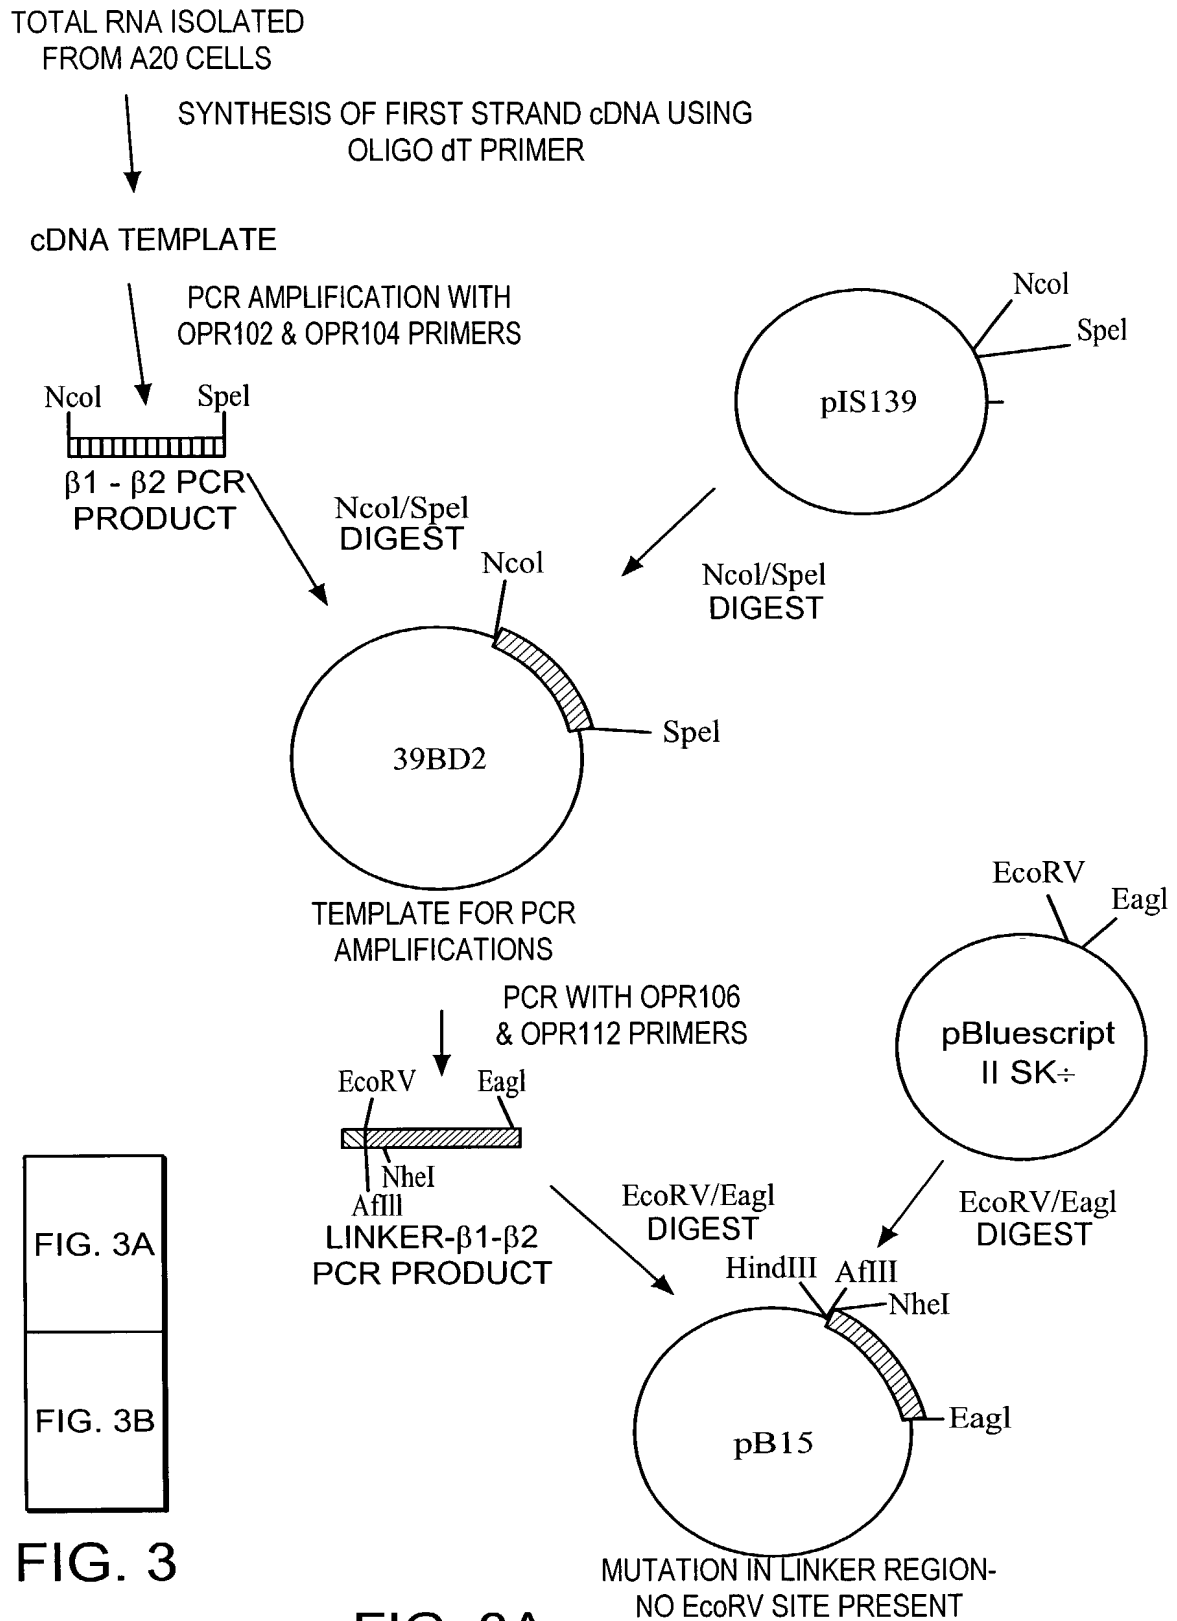 TOTAL RNA ISOLATED
FROM A20 CELLS
SYNTHESIS OF FIRST STRAND cDNA USING
OLIGO dT PRIMER
cDNA TEMPLATE
PCR AMPLIFICATION WITH
OPR102 & OPR104 PRIMERS
NcoI
SpeI
β1 - β2 PCR
PRODUCT
NcoI
SpeI
pIS139
NcoI/SpeI
DIGEST
NcoI/SpeI
DIGEST
NcoI
SpeI
39BD2
TEMPLATE FOR PCR
AMPLIFICATIONS
PCR WITH OPR106
& OPR112 PRIMERS
EcoRV
EagI
NheI
AflII
LINKER-β1-β2
PCR PRODUCT
EcoRV
EagI
pBluescript
II SK÷
EcoRV/EagI
DIGEST
EcoRV/EagI
DIGEST
HindIII
AflII
NheI
EagI
pB15
MUTATION IN LINKER REGION-
NO EcoRV SITE PRESENT
FIG. 3A
FIG. 3B
FIG. 3